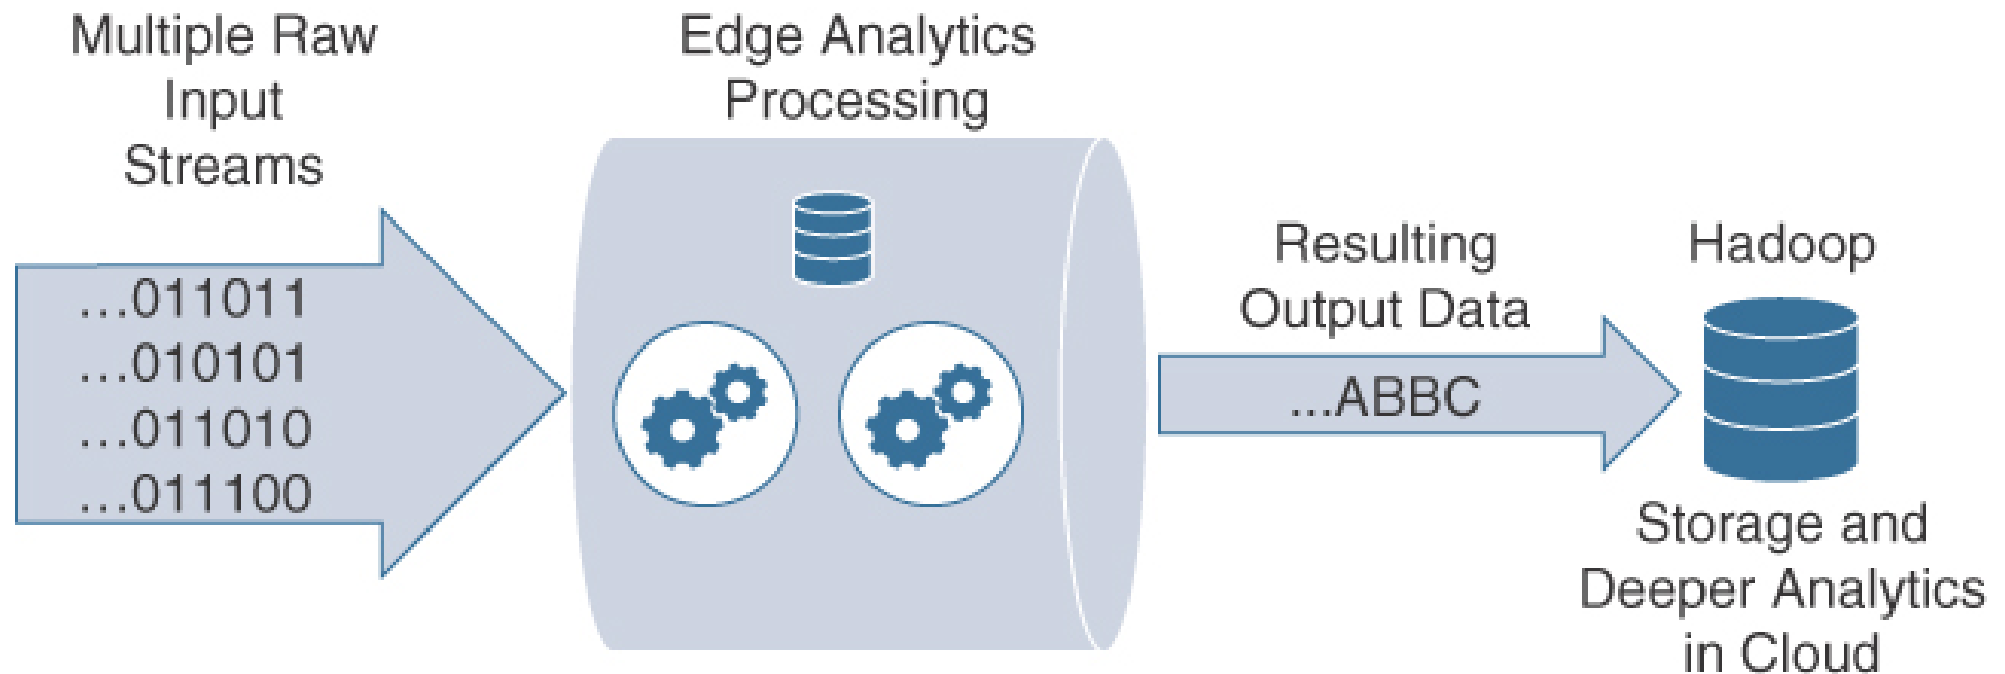 Multiple Raw
Input
Streams
...011011
...010101
...011010
...011100
Edge Analytics
Processing
Resulting
Output Data
...ABBC
Hadoop
Storage and
Deeper Analytics
in Cloud